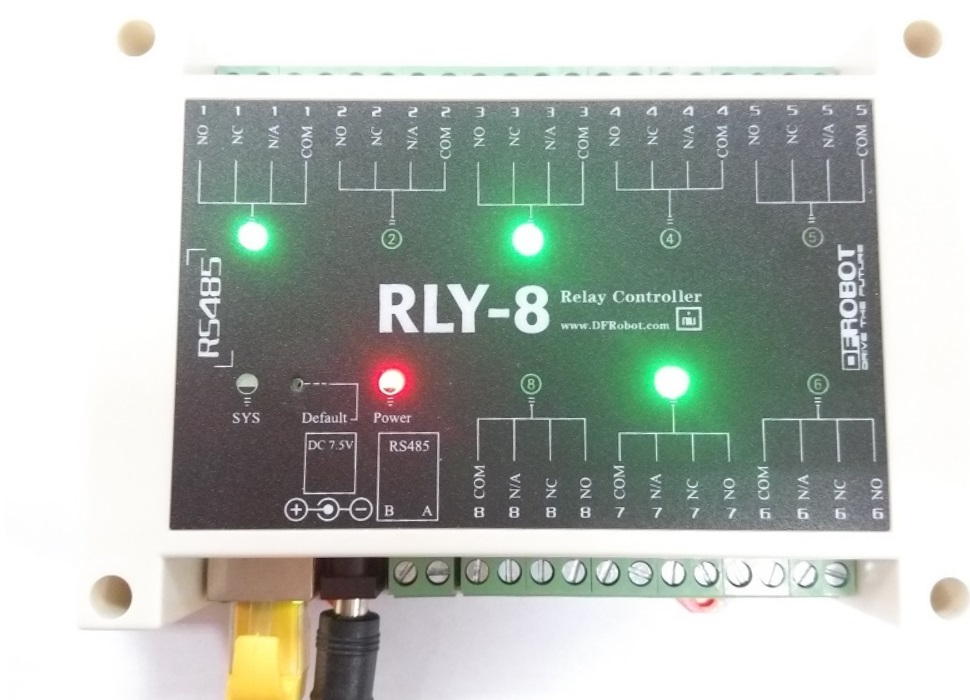 1 1 1 1 2 2 2 2 3 3 3 3 4 4 4 4 5 5 5 5
NO NC N/A COM NO NC N/A COM NO NC N/A COM NO NC N/A COM NO NC N/A COM
2 4 5
RS485
RLY-8 Relay Controller
www.DFRobot.com
DFROBOT
DRIVE THE FUTURE
8 6
SYS Default Power
DC 7.5V RS485
COM N/A NC NO COM N/A NC NO COM N/A NC NO
B A 8 8 8 8 7 7 7 7 6 6 6 6